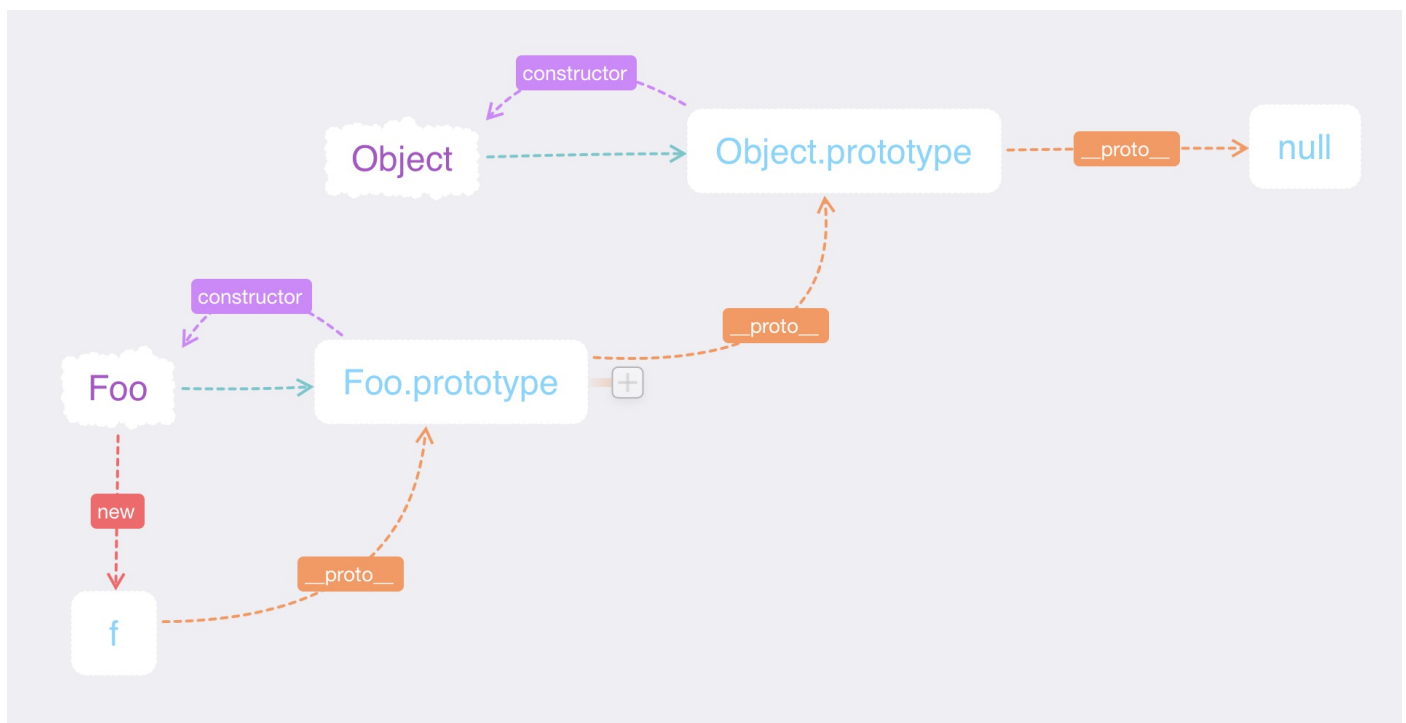 constructor
Object
Object.prototype
__proto__
null
constructor
__proto__
Foo
Foo.prototype
new
__proto__
f